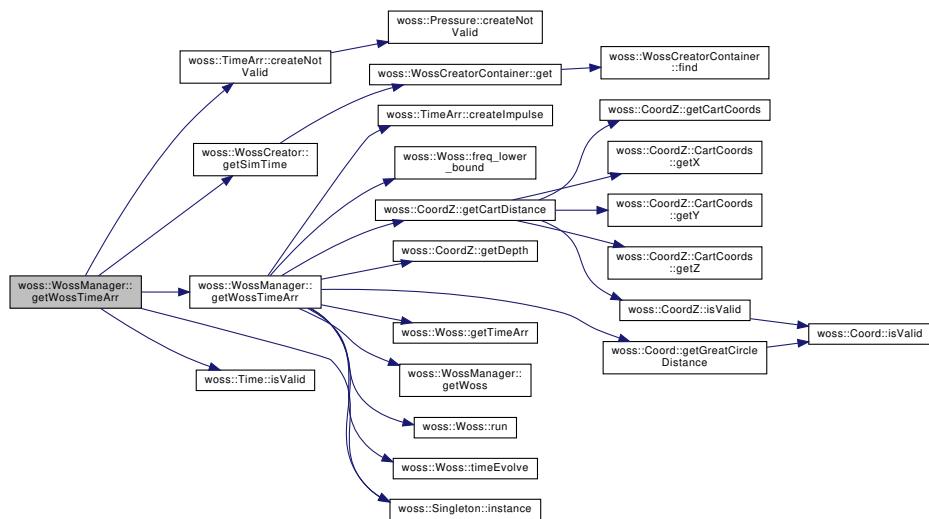 woss::WossManager::
getWossTimeArr
woss::TimeArr::createNot
Valid
woss::WossCreator::
getSimTime
woss::WossManager::
getWossTimeArr
woss::Time::isValid
woss::Pressure::createNot
Valid
woss::WossCreatorContainer::get
woss::TimeArr::createImpulse
woss::Woss::freq_lower
_bound
woss::CoordZ::getCartDistance
woss::CoordZ::getDepth
woss::Woss::getTimeArr
woss::WossManager::
getWoss
woss::Woss::run
woss::Woss::timeEvolve
woss::Singleton::instance
woss::WossCreatorContainer
::find
woss::CoordZ::getCartCoords
woss::CoordZ::CartCoords
::getX
woss::CoordZ::CartCoords
::getY
woss::CoordZ::CartCoords
::getZ
woss::CoordZ::isValid
woss::Coord::getGreatCircle
Distance
woss::Coord::isValid